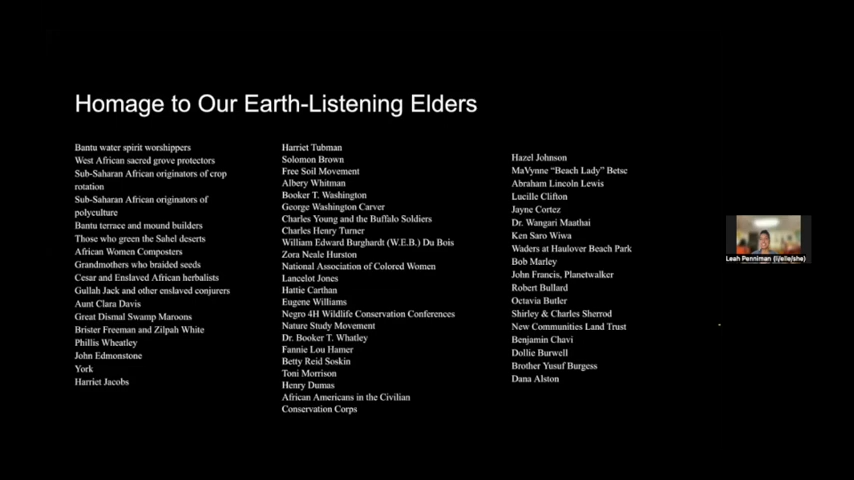 Homage to Our Earth-Listening Elders
Bantu water spirit worshippers
West African sacred grove protectors
Sub-Saharan African originators of crop
rotation
Sub-Saharan African originators of
polyculture
Bantu terrace and mound builders
Those who green the Sahel deserts
African Women Composters
Grandmothers who braided seeds
Cesar and Enslaved African herbalists
Gullah Jack and other enslaved conjurers
Aunt Clara Davis
Great Dismal Swamp Maroons
Brister Freeman and Zilpah White
Phillis Wheatley
John Edmonstone
York
Harriet Jacobs
Harriet Tubman
Solomon Brown
Free Soil Movement
Albery Whitman
Booker T. Washington
George Washington Carver
Charles Young and the Buffalo Soldiers
Charles Henry Turner
William Edward Burghardt (W.E.B.) Du Bois
Zora Neale Hurston
National Association of Colored Women
Lancelot Jones
Hattie Carthan
Eugene Williams
Negro 4H Wildlife Conservation Conferences
Nature Study Movement
Dr. Booker T. Whatley
Fannie Lou Hamer
Betty Reid Soskin
Toni Morrison
Henry Dumas
African Americans in the Civilian
Conservation Corps
Hazel Johnson
MaVynne “Beach Lady” Betsc
Abraham Lincoln Lewis
Lucille Clifton
Jayne Cortez
Dr. Wangari Maathai
Ken Saro Wiwa
Waders at Haulover Beach Park
Bob Marley
John Francis, Planetwalker
Robert Bullard
Octavia Butler
Shirley & Charles Sherrod
New Communities Land Trust
Benjamin Chavi
Dollie Burwell
Brother Yusuf Burgess
Dana Alston
Leah Penniman (li/elle/she)